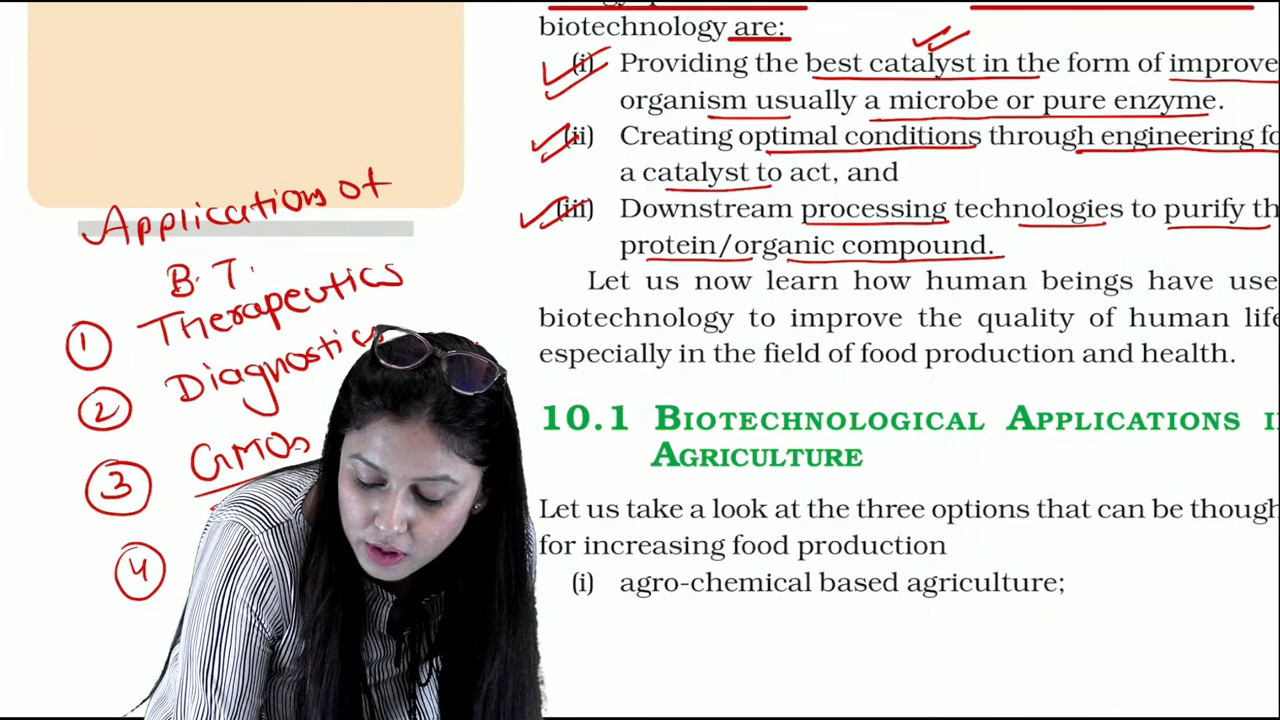 biotechnology are:
(i) Providing the best catalyst in the form of improve
organism usually a microbe or pure enzyme.
(ii) Creating optimal conditions through engineering fo
a catalyst to act, and
(iii) Downstream processing technologies to purify th
protein/organic compound.
Let us now learn how human beings have use
biotechnology to improve the quality of human life
especially in the field of food production and health.
10.1 BIOTECHNOLOGICAL APPLICATIONS I
AGRICULTURE
Let us take a look at the three options that can be though
for increasing food production
(i) agro-chemical based agriculture;
Applications of
B.T.
1 Therapeutics
2 Diagnostics
3 GMOs
4